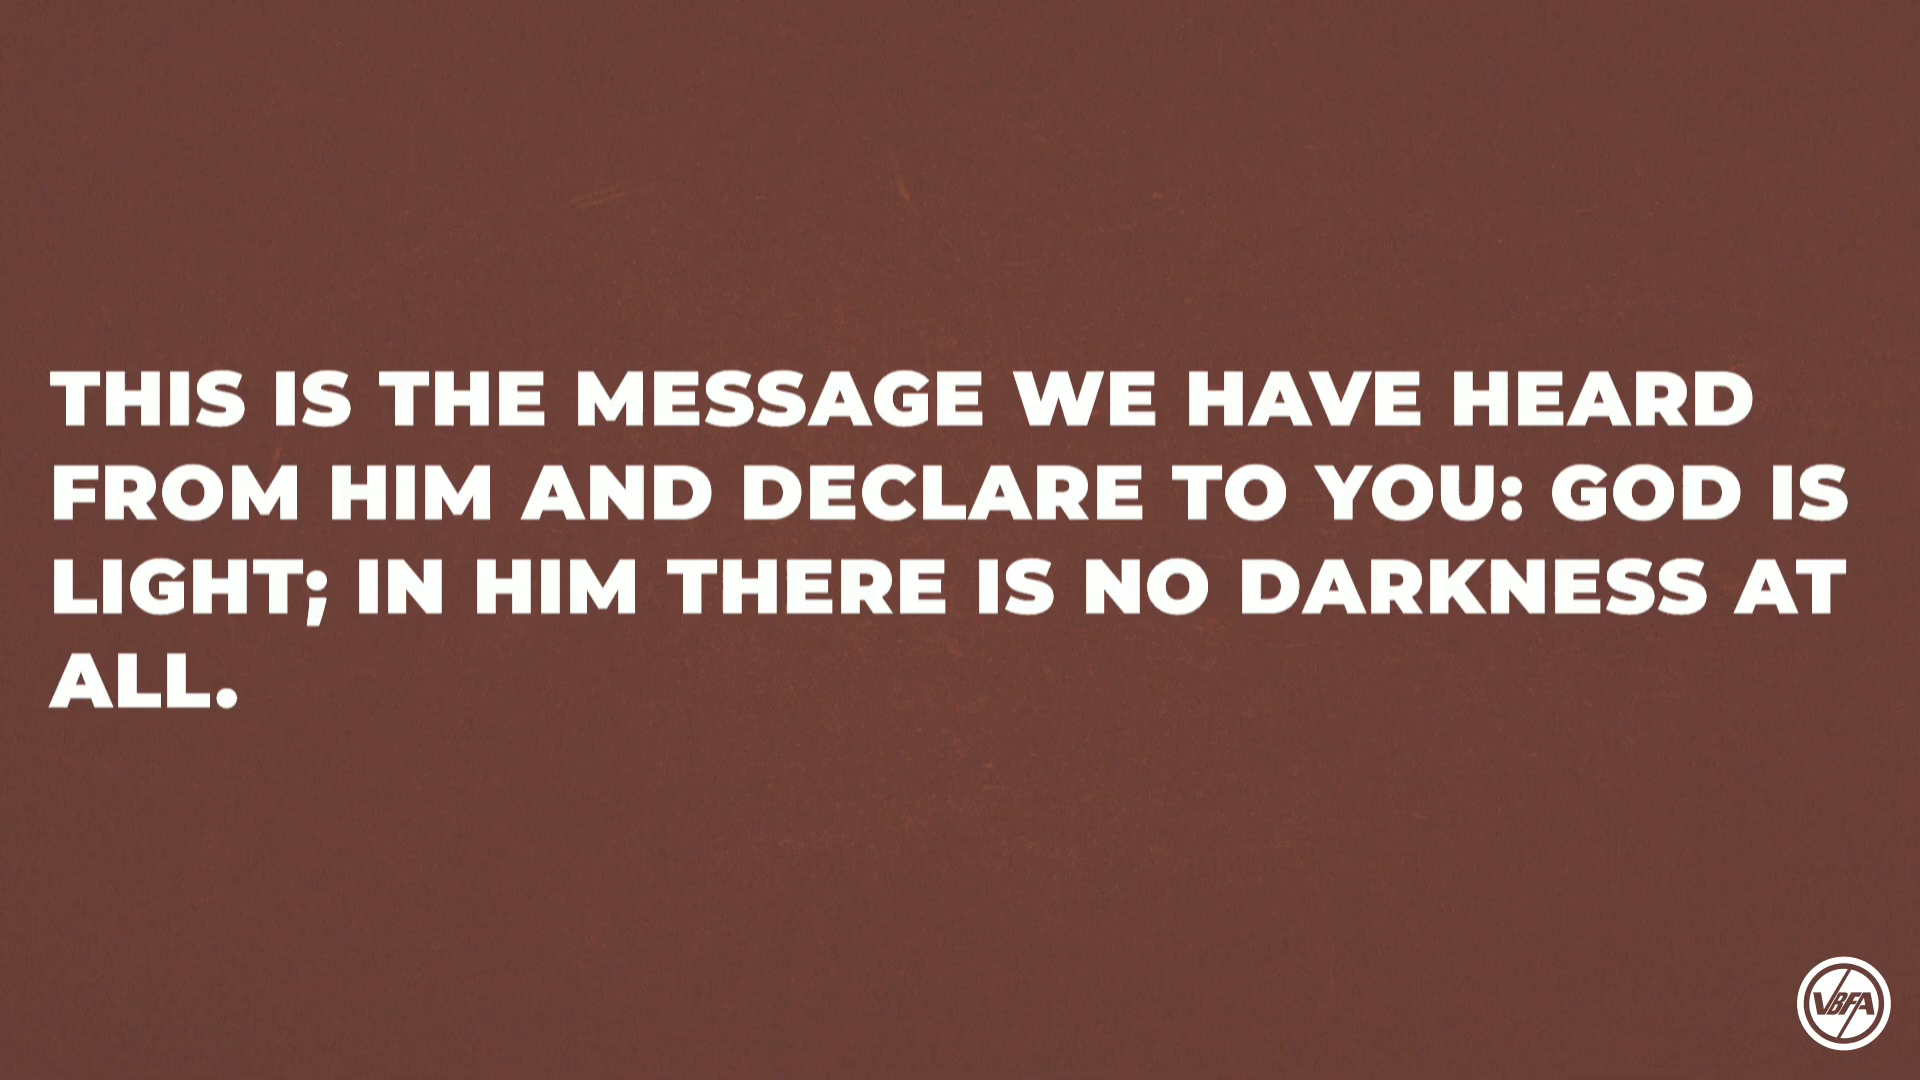 THIS IS THE MESSAGE WE HAVE HEARD
FROM HIM AND DECLARE TO YOU: GOD IS
LIGHT; IN HIM THERE IS NO DARKNESS AT
ALL.
VBFA